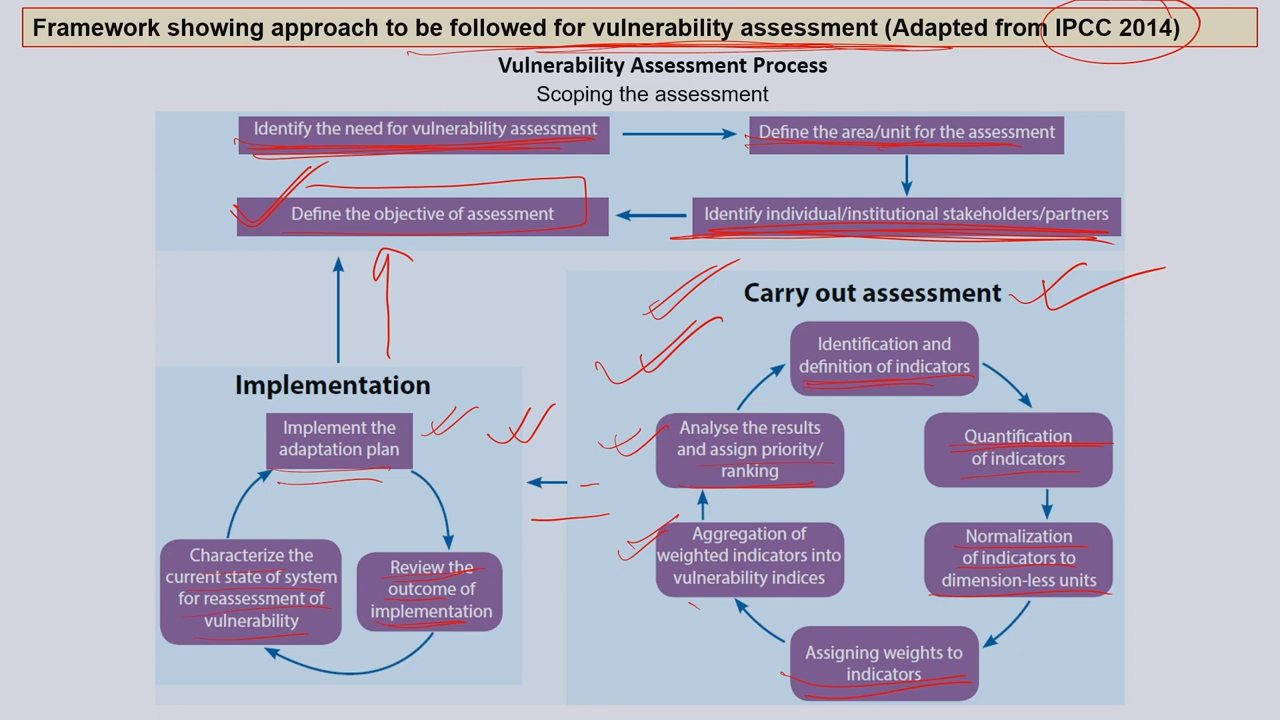 Framework showing approach to be followed for vulnerability assessment (Adapted from IPCC 2014)
Vulnerability Assessment Process
Scoping the assessment
Identify the need for vulnerability assessment
Define the area/unit for the assessment
Define the objective of assessment
Identify individual/institutional stakeholders/partners
Carry out assessment
Identification and
definition of indicators
Quantification
of indicators
Normalization
of indicators to
dimension-less units
Assigning weights to
indicators
Aggregation of
weighted indicators into
vulnerability indices
Analyse the results
and assign priority/
ranking
Implementation
Implement the
adaptation plan
Review the
outcome of
implementation
Characterize the
current state of system
for reassessment of
vulnerability